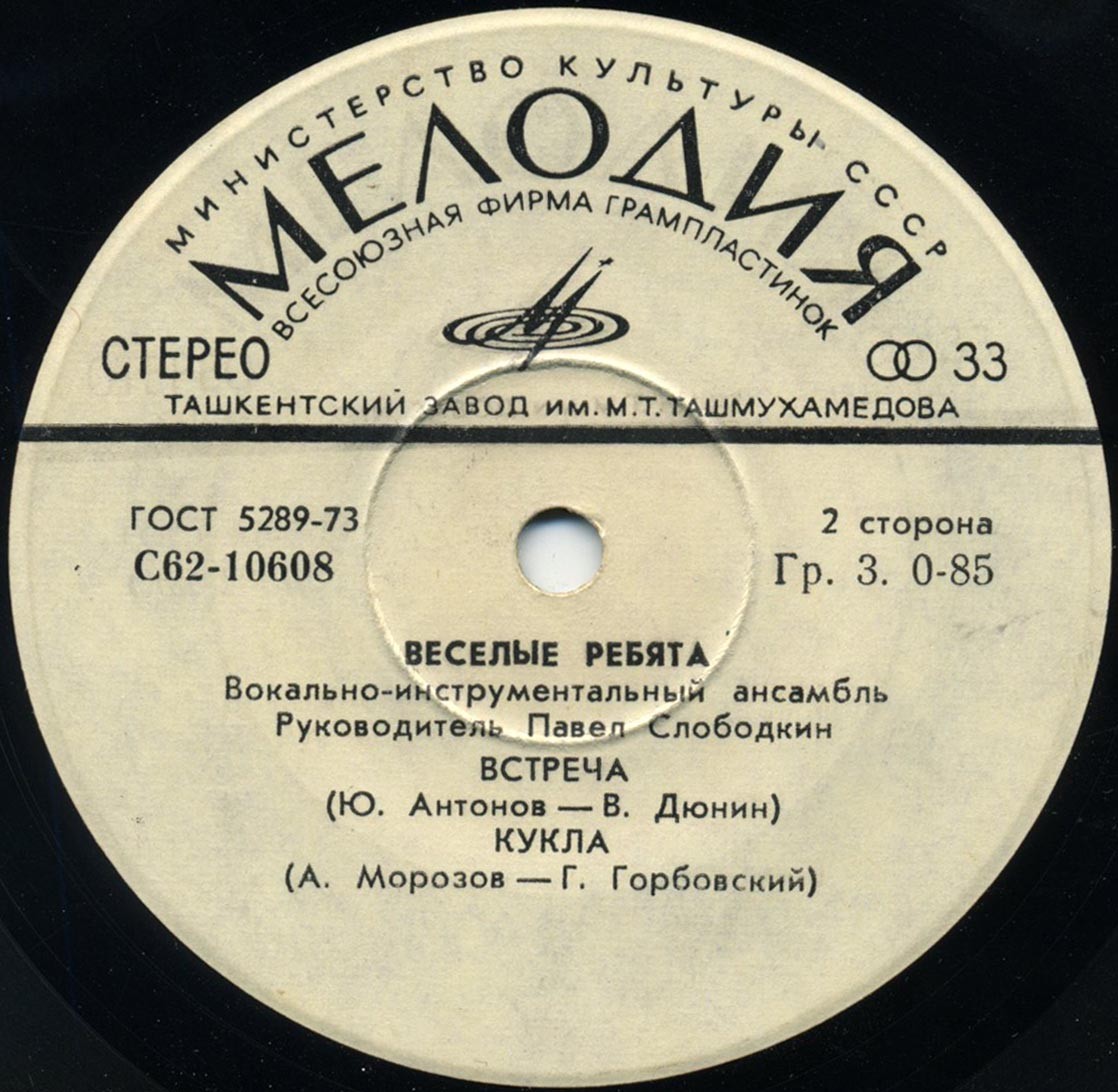 МИНИСТЕРСТВО КУЛЬТУРЫ СССР
МЕЛОДИЯ
ВСЕСОЮЗНАЯ ФИРМА ГРАМПЛАСТИНОК
СТЕРЕО
33
ТАШКЕНТСКИЙ ЗАВОД ИМ. М.Т. ТАШМУХАМЕДОВА
ГОСТ 5289-73
2 сторона
С62-10608
Гр. 3. 0-85
ВЕСЕЛЫЕ РЕБЯТА
Вокально-инструментальный ансамбль
Руководитель Павел Слободкин
ВСТРЕЧА
(Ю. Антонов — В. Дюнин)
КУКЛА
(А. Морозов — Г. Горбовский)